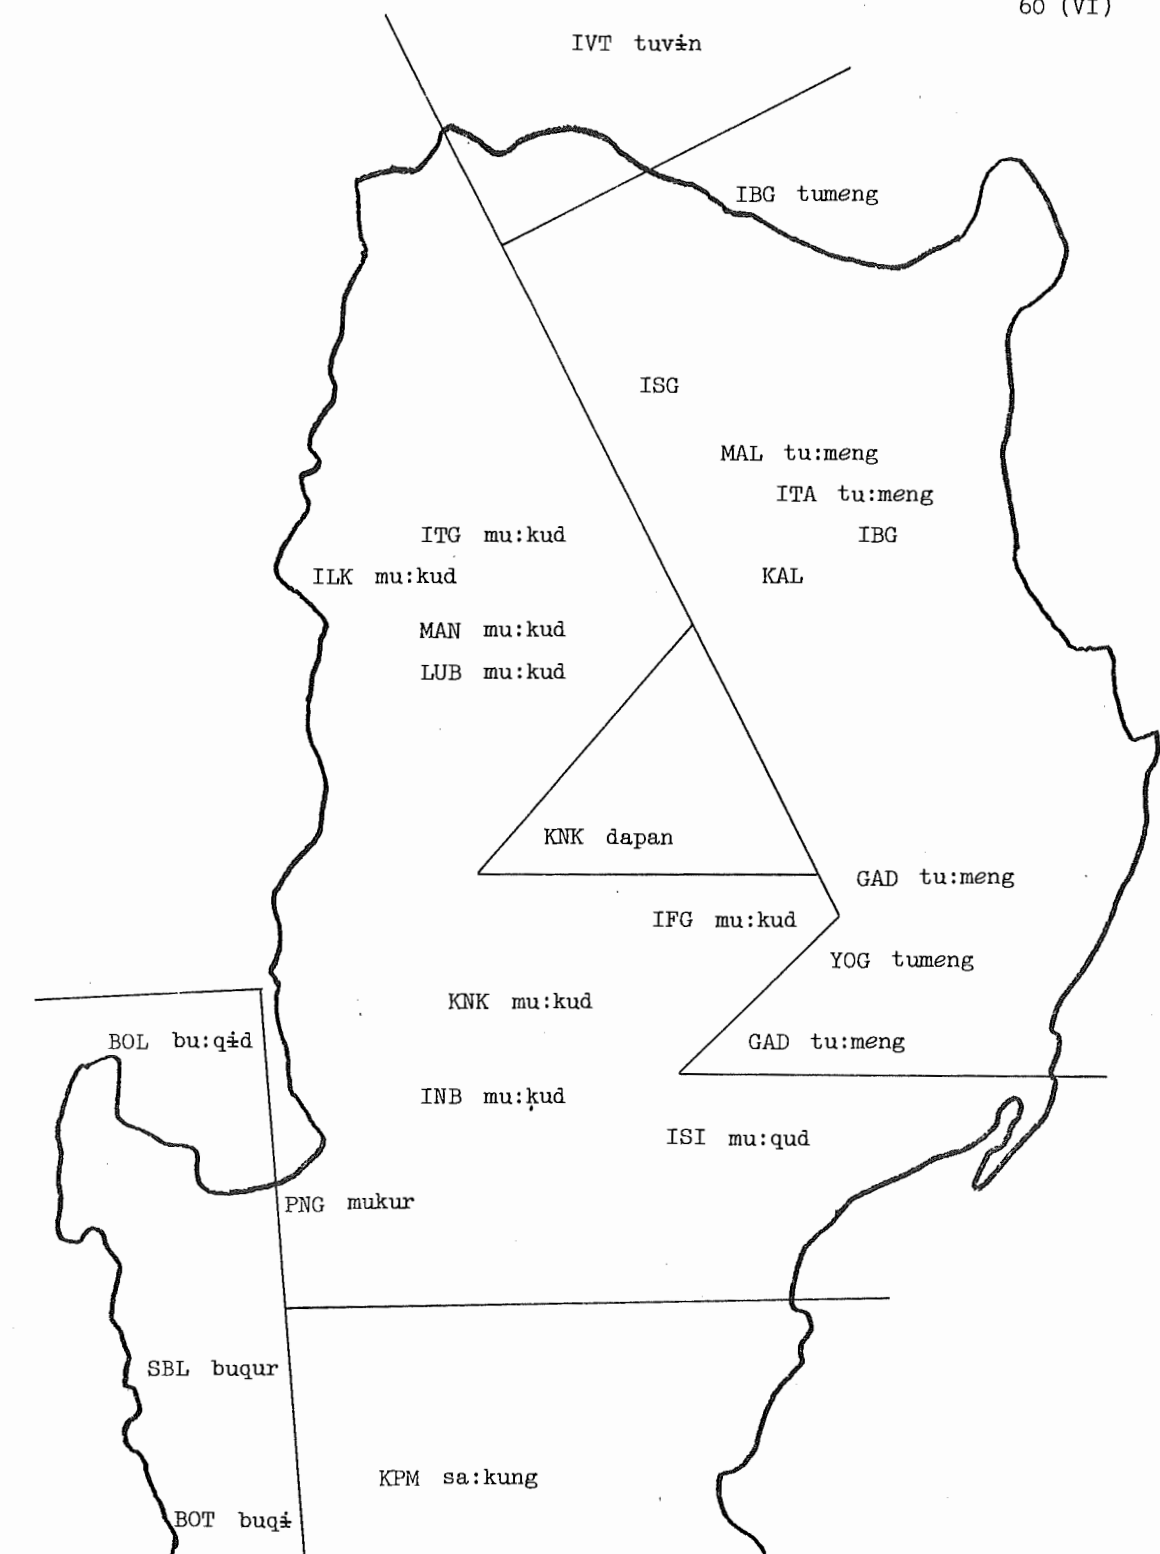 60 (VI)
IVT tuvɨn
IBG tumeng
ISG
MAL tu:meng
ITA tu:meng
ITG mu:kud
IBG
ILK mu:kud
KAL
MAN mu:kud
LUB mu:kud
KNK dapan
GAD tu:meng
IFG mu:kud
YOG tumeng
KNK mu:kud
BOL bu:qɨd
GAD tu:meng
INB mu:ķud
ISI mu:qud
PNG mukur
SBL buqur
KPM sa:kung
BOT buqɨ